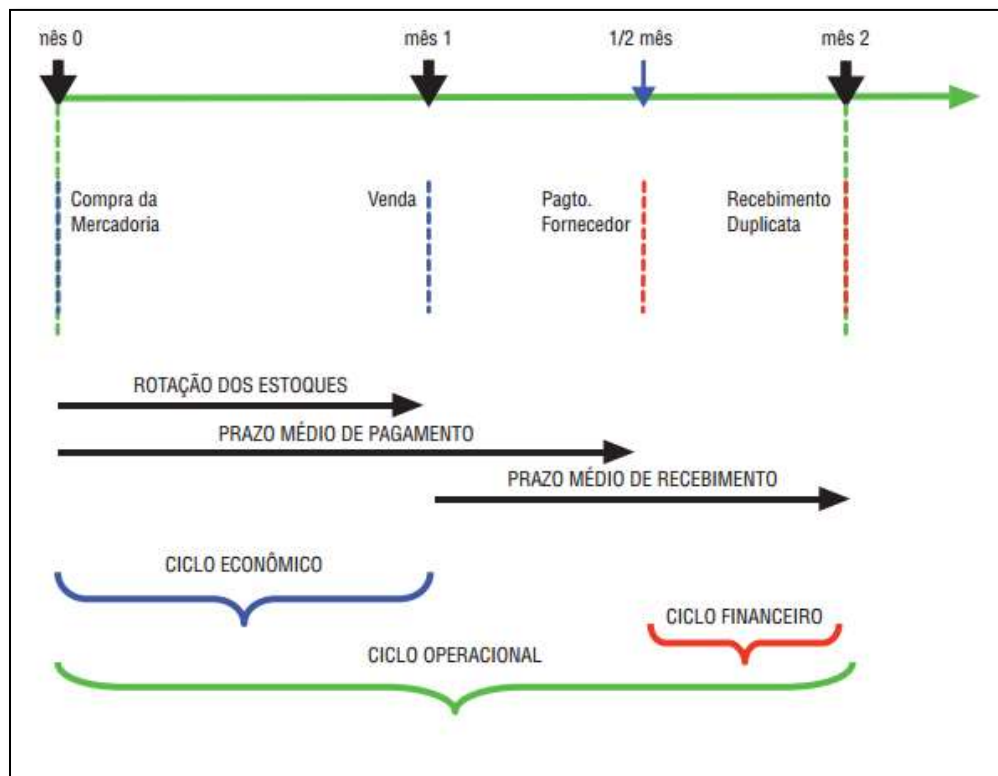 mês 0
mês 1
1/2 mês
mês 2
Compra da
Mercadoria
Venda
Pagto.
Fornecedor
Recebimento
Duplicata
ROTAÇÃO DOS ESTOQUES
PRAZO MÉDIO DE PAGAMENTO
PRAZO MÉDIO DE RECEBIMENTO
CICLO ECONÔMICO
CICLO FINANCEIRO
CICLO OPERACIONAL